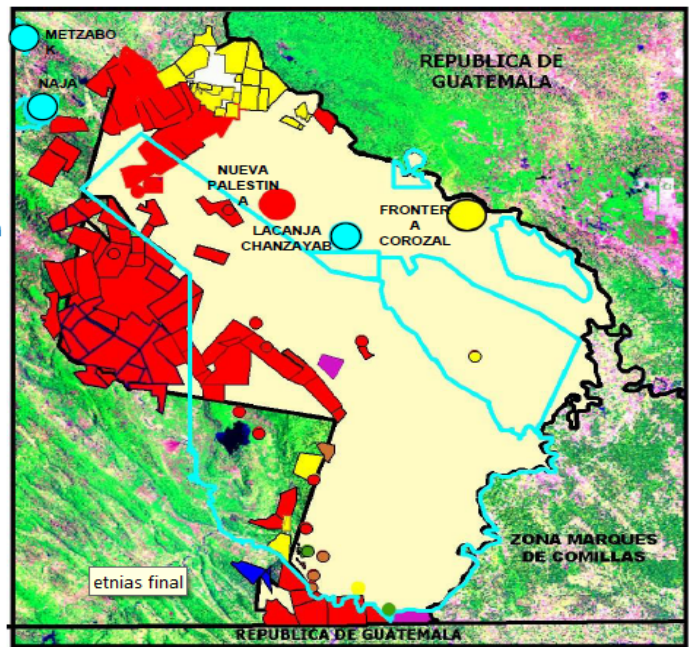 METZABO
K
NAJA
REPUBLICA DE
GUATEMALA
NUEVA
PALESTIN
A
LACANJA
CHANZAYAB
FRONTER
A
COROZAL
ZONA MARQUES
DE COMILLAS
etnias final
REPUBLICA DE GUATEMALA